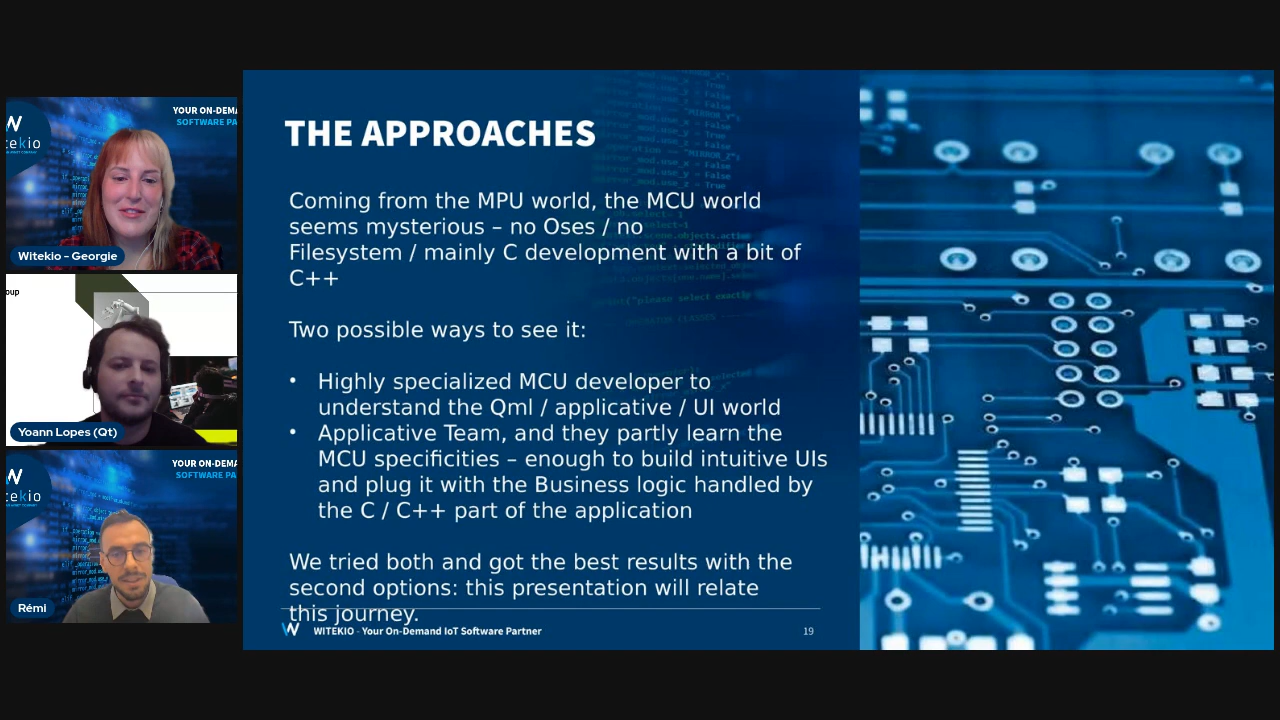 YOUR ON-DEMA
SOFTWARE PA
Witekio - Georgie
oup
Yoann Lopes (Qt)
YOUR ON-DEMA
SOFTWARE PA
Rémi
THE APPROACHES
Coming from the MPU world, the MCU world
seems mysterious – no Oses / no
Filesystem / mainly C development with a bit of
C++
Two possible ways to see it:
• Highly specialized MCU developer to
understand the Qml / applicative / UI world
• Applicative Team, and they partly learn the
MCU specificities – enough to build intuitive UIs
and plug it with the Business logic handled by
the C / C++ part of the application
We tried both and got the best results with the
second options: this presentation will relate
this journey.
W WITEKIO - Your On-Demand IoT Software Partner 19